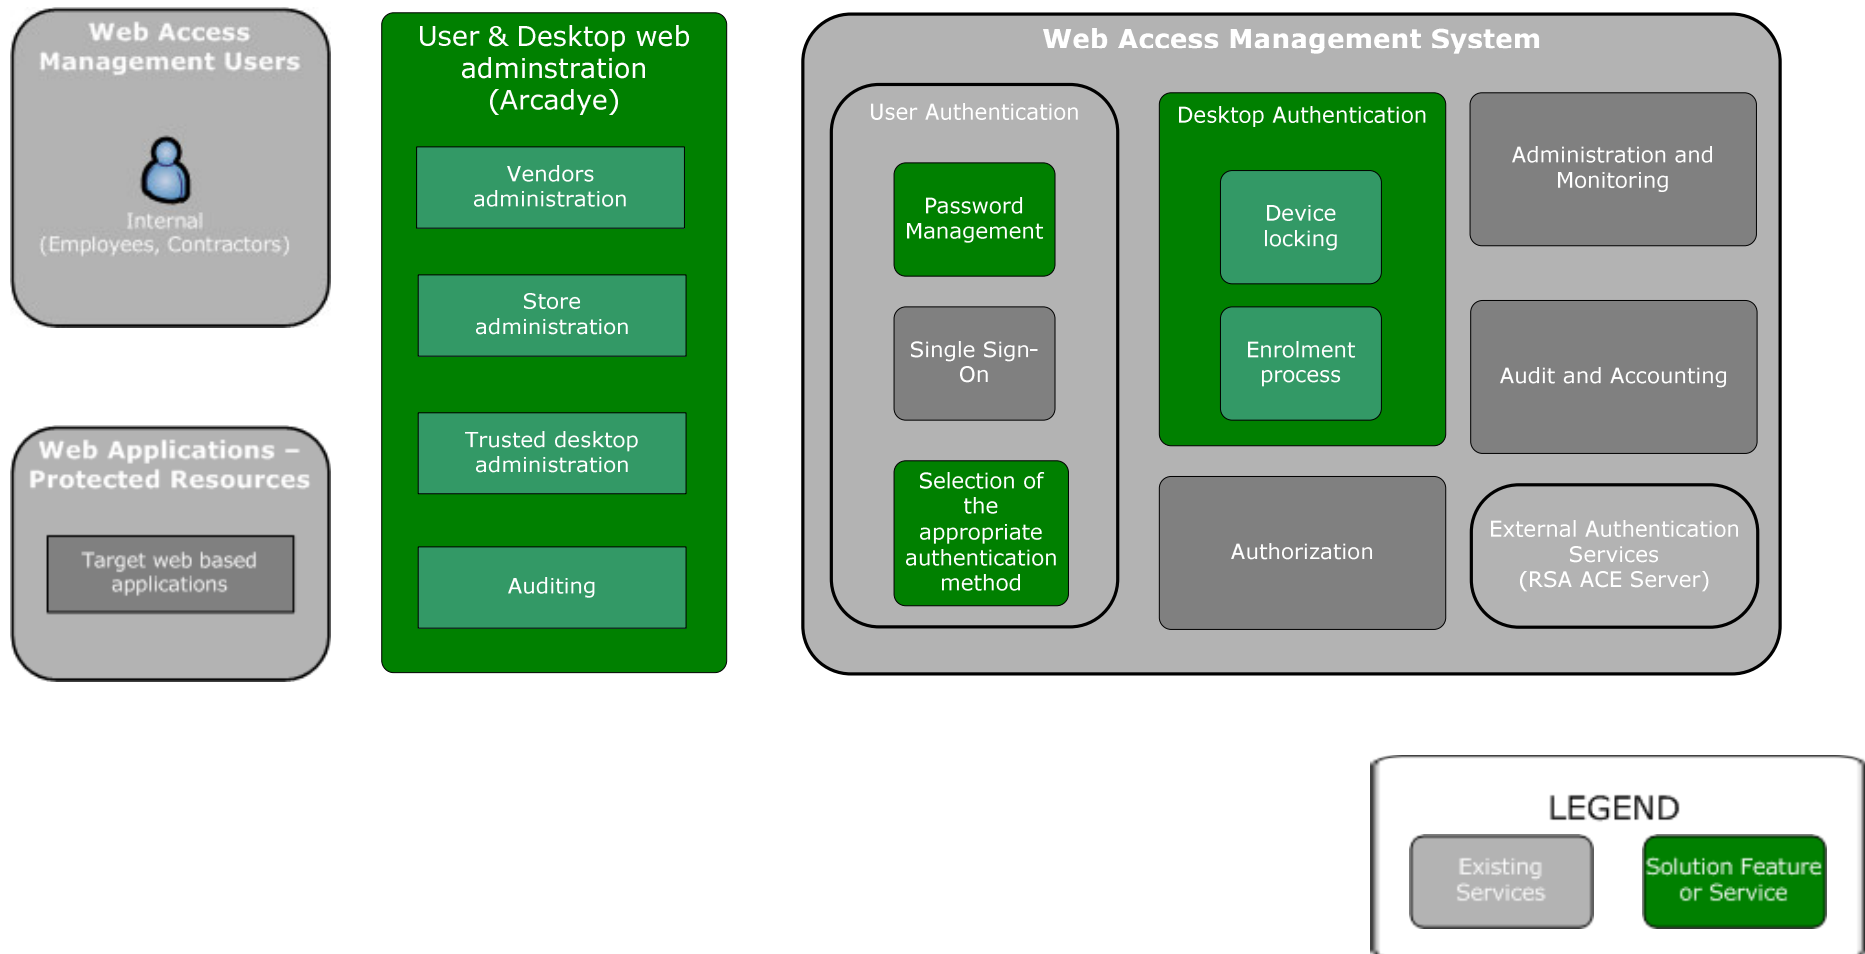 Web Access
Management Users
Internal
(Employees, Contractors)
Web Applications –
Protected Resources
Target web based
applications
User & Desktop web
adminstration
(Arcadye)
Vendors
administration
Store
administration
Trusted desktop
administration
Auditing
Web Access Management System
User Authentication
Password
Management
Single Sign-
On
Selection of
the
appropriate
authentication
method
Desktop Authentication
Device
locking
Enrolment
process
Authorization
Administration and
Monitoring
Audit and Accounting
External Authentication
Services
(RSA ACE Server)
LEGEND
Existing
Services
Solution Feature
or Service